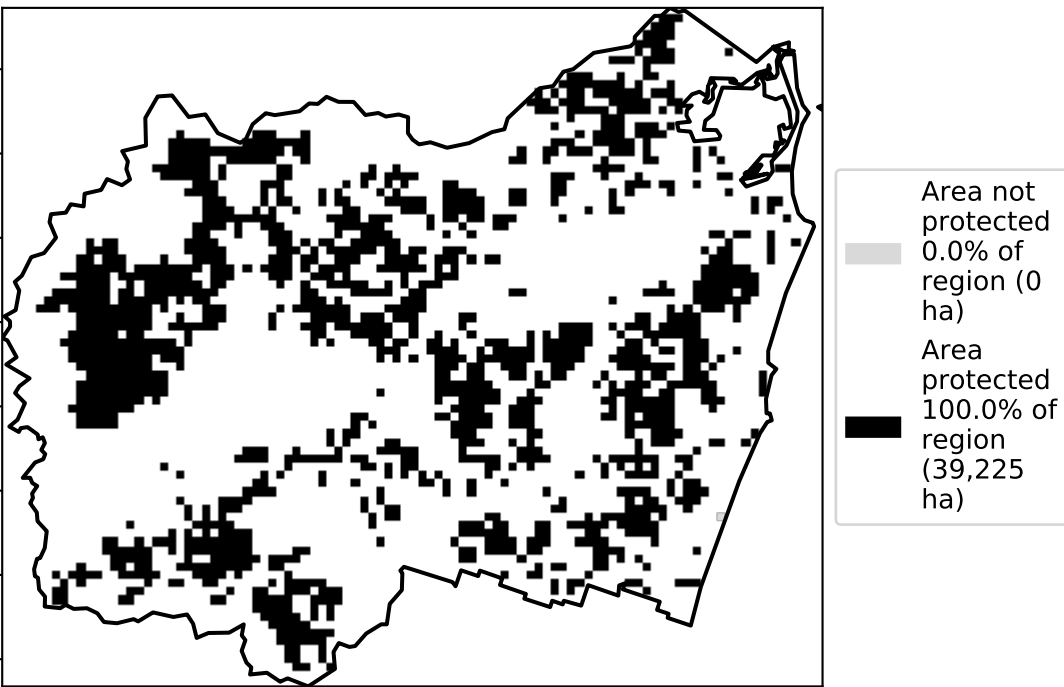 Area not
protected
0.0% of
region (0
ha)
Area
protected
100.0% of
region
(39,225
ha)